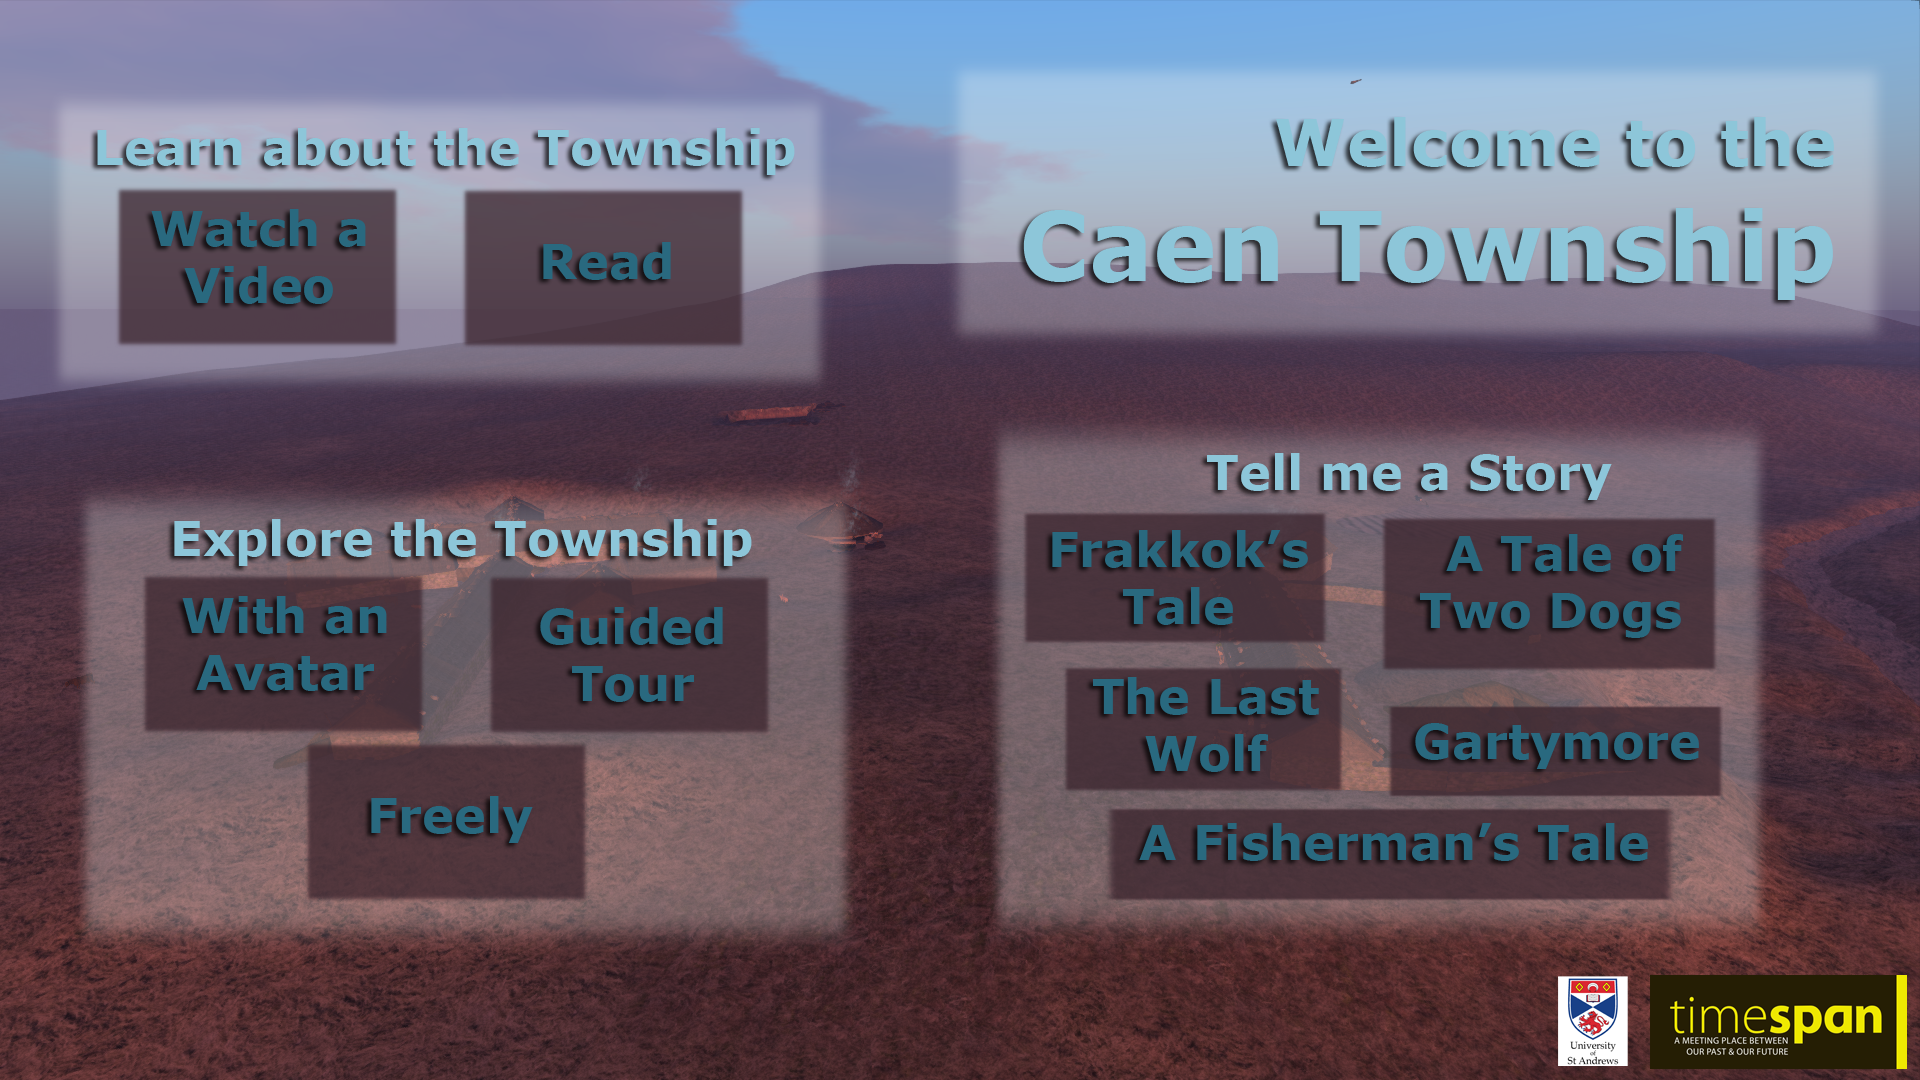 Welcome to the
Caen Township
Learn about the Township
Watch a
Video
Read
Explore the Township
With an
Avatar
Guided
Tour
Freely
Tell me a Story
Frakkok’s
Tale
A Tale of
Two Dogs
The Last
Wolf
Gartymore
A Fisherman’s Tale
University
of
St Andrews
timespan
A MEETING PLACE BETWEEN
OUR PAST & OUR FUTURE